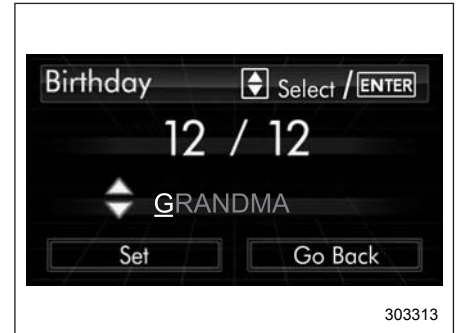 Birthday Select / ENTER
12 / 12
GRANDMA
Set Go Back
303313